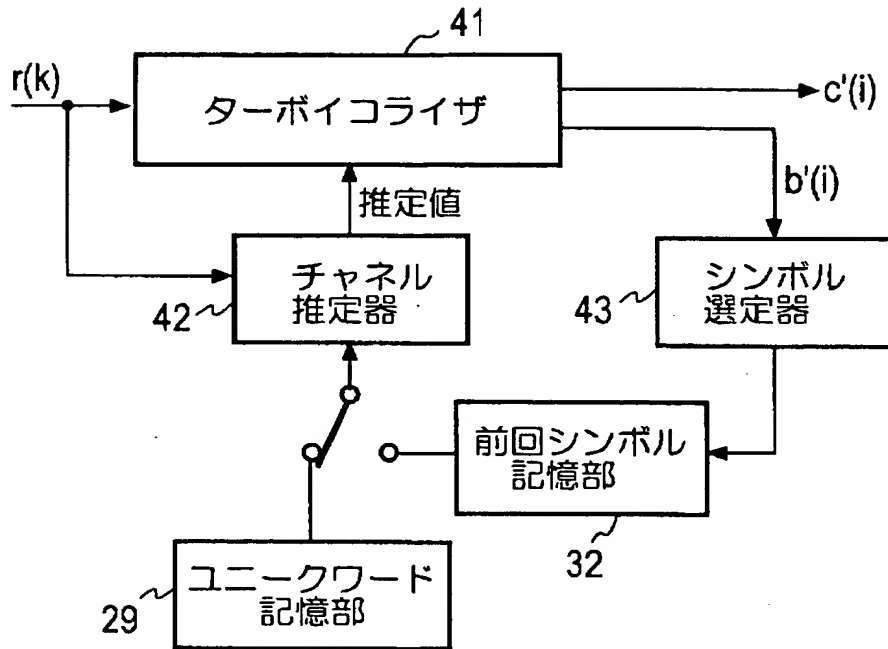 41
r(k)
ターボイコライザ
c'(i)
b'(i)
推定値
チャネル
推定器
42
シンボル
選定器
43
前回シンボル
記憶部
32
ユニークワード
記憶部
29